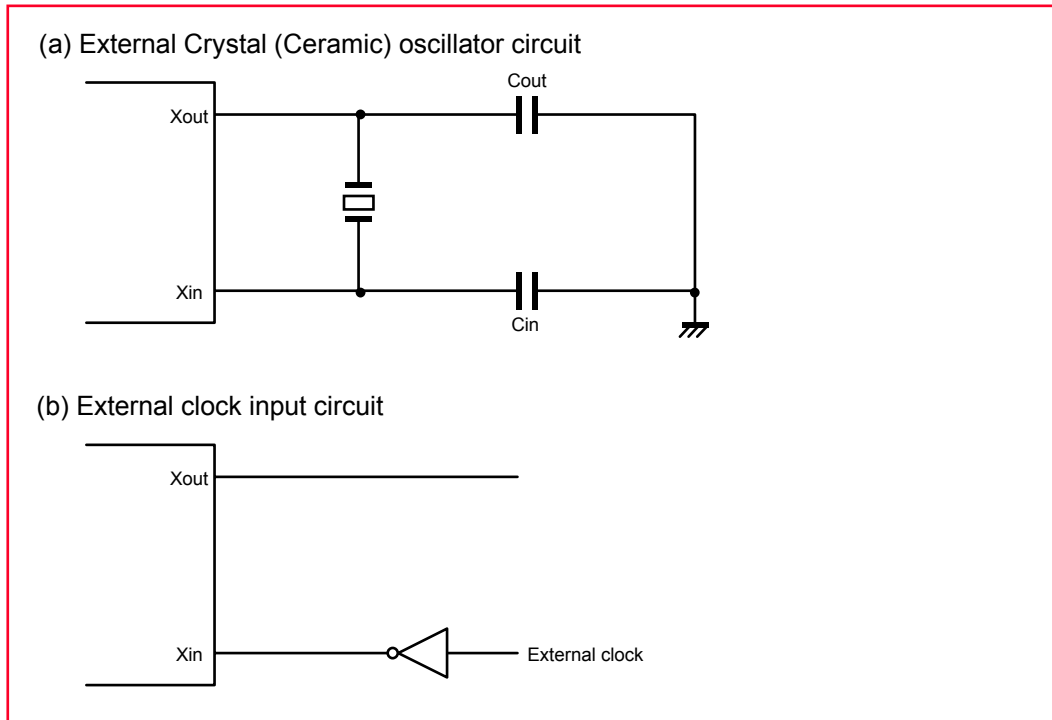 (a) External Crystal (Ceramic) oscillator circuit
Cout
Xout
Xin
Cin
(b) External clock input circuit
Xout
Xin
External clock